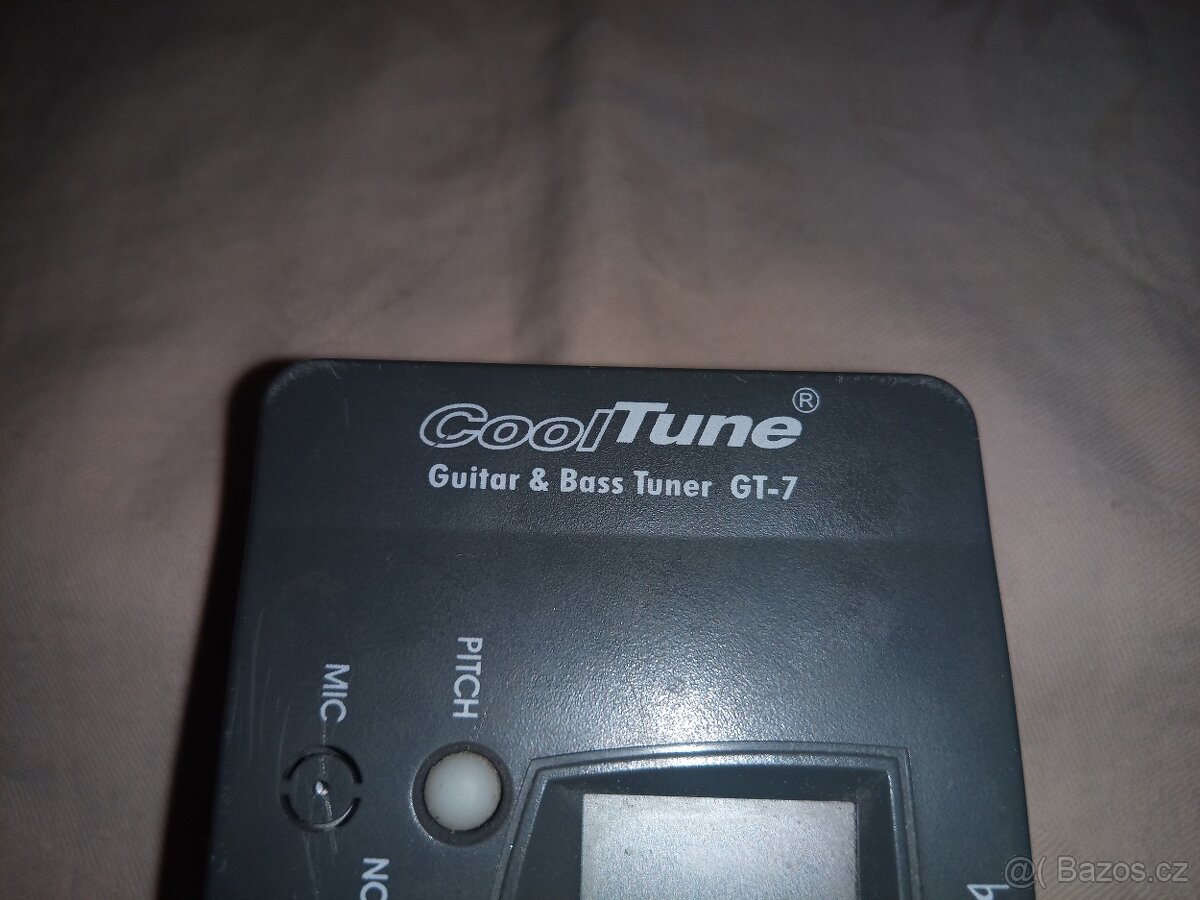 CoolTune®
Guitar & Bass Tuner GT-7
PITCH
MIC
@( Bazos.cz